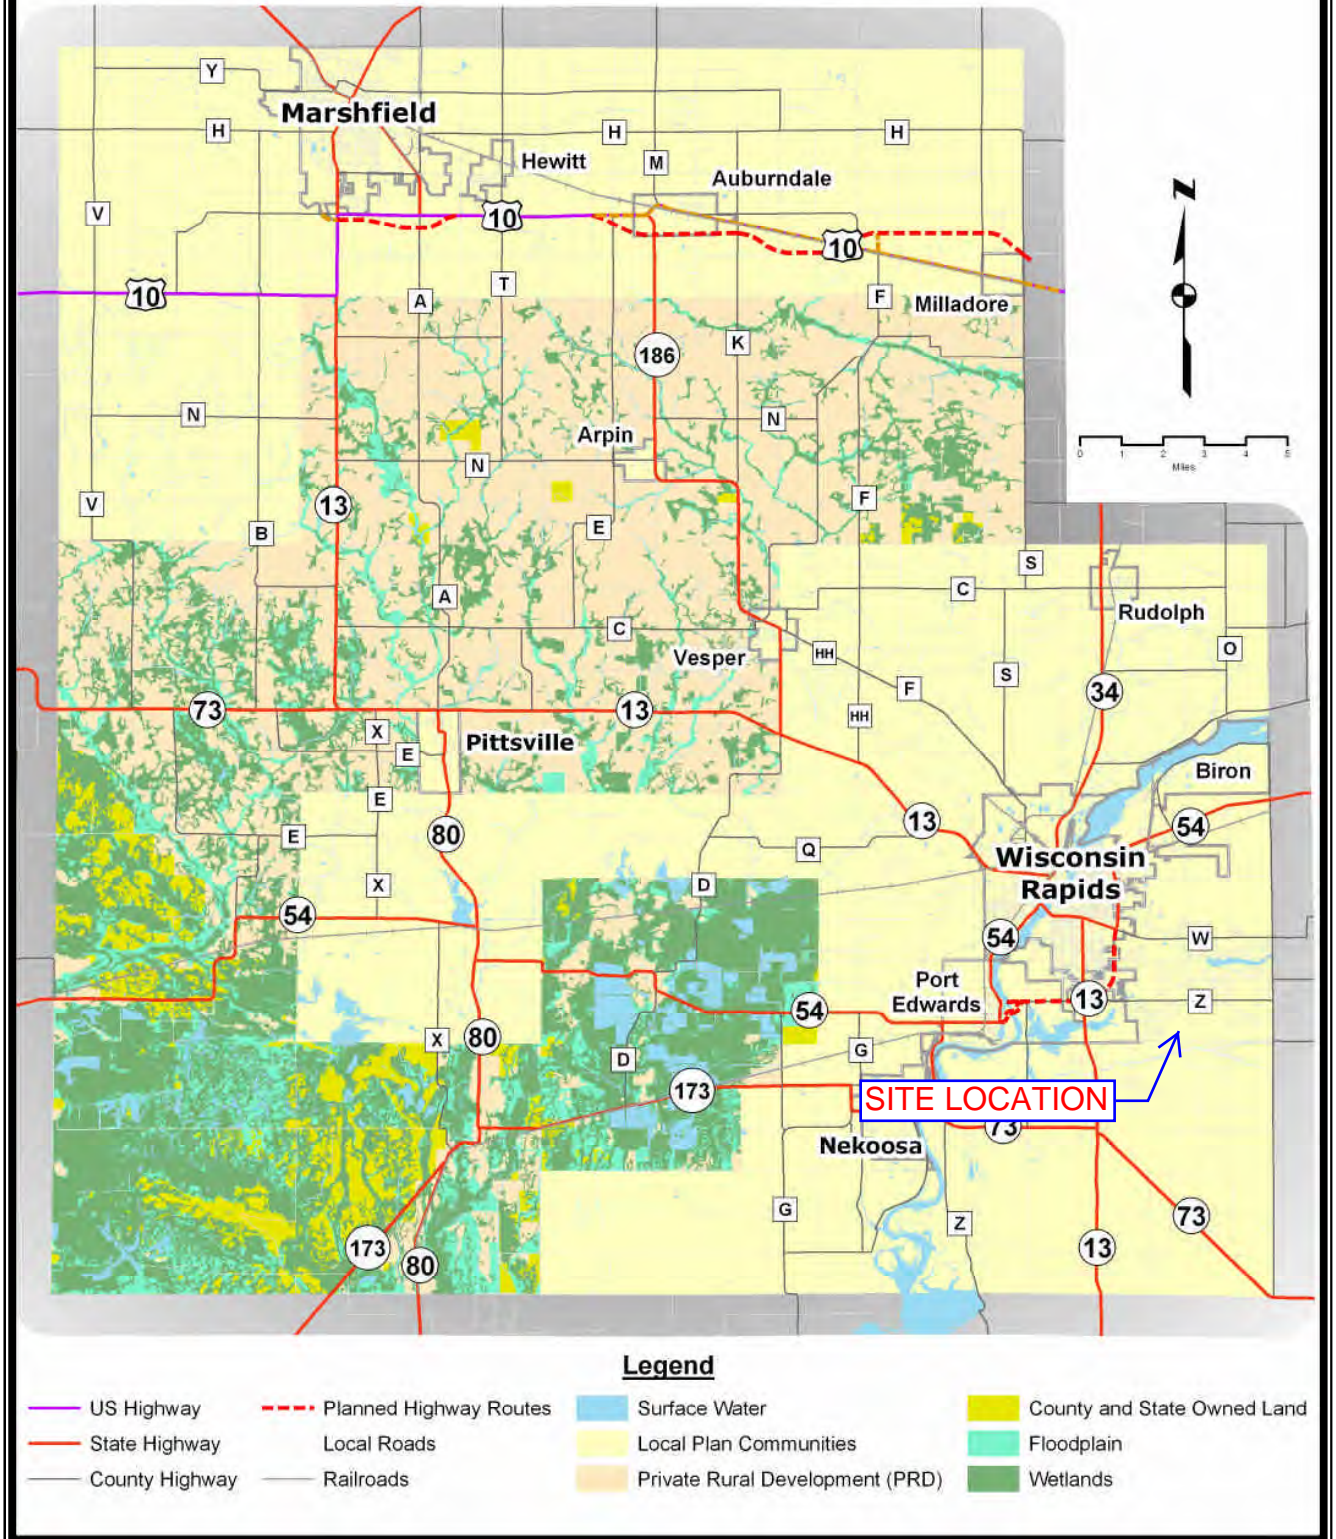 Y
Marshfield
H
H
H
Hewitt
M
Auburndale
V
10
10
10
T
A
F
Milladore
K
186
N
N
Arpin
N
V
13
F
B
E
A
C
C
S
Rudolph
Vesper
HH
O
F
S
73
13
HH
34
X
E
Pittsville
Biron
E
E
80
13
54
Q
Wisconsin
Rapids
X
D
54
54
W
Port
Edwards
54
13
Z
X
80
D
G
173
SITE LOCATION
73
Nekoosa
G
Z
73
173
80
13
N
0 1 2 3 4 5
Miles
Legend
US Highway
State Highway
County Highway
Planned Highway Routes
Local Roads
Railroads
Surface Water
Local Plan Communities
Private Rural Development (PRD)
County and State Owned Land
Floodplain
Wetlands